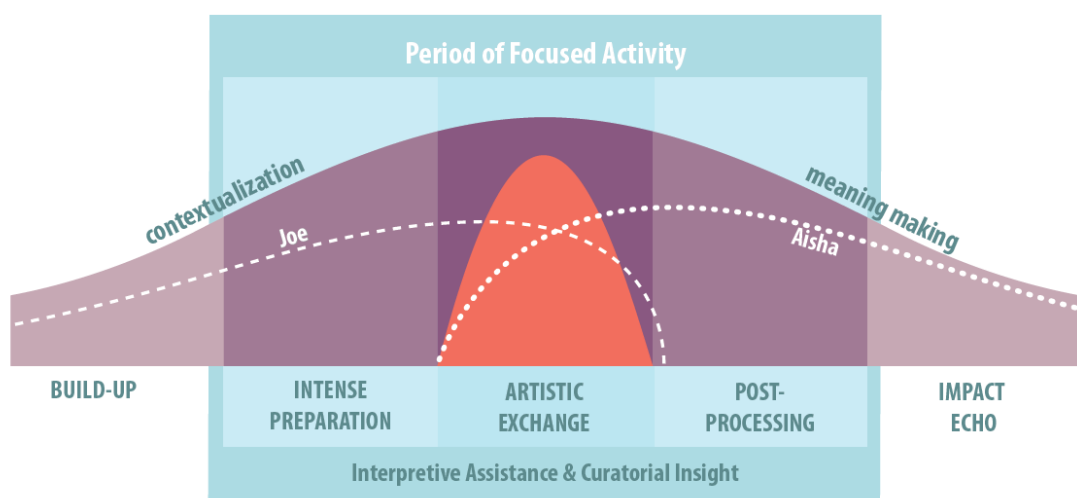 Period of Focused Activity
contextualization
meaning making
Joe
Aisha
BUILD-UP
INTENSE
PREPARATION
ARTISTIC
EXCHANGE
POST-
PROCESSING
IMPACT
ECHO
Interpretive Assistance & Curatorial Insight